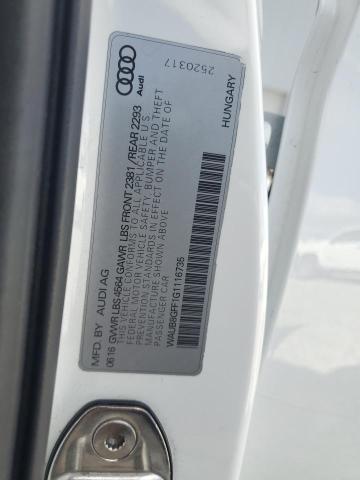 MFD. BY AUDI AG
0616 GVWR LBS 4564 GAWR LBS FRONT 2381 /REAR 2293
THIS VEHICLE CONFORMS TO ALL APPLICABLE U.S.
FEDERAL MOTOR VEHICLE SAFETY, BUMPER AND THEFT
PREVENTION STANDARDS IN EFFECT ON THE DATE OF
MANUFACTURE SHOWN ABOVE
PASSENGER CAR
WAUB8GFF1G1116735
HUNGARY
Audi
2520317